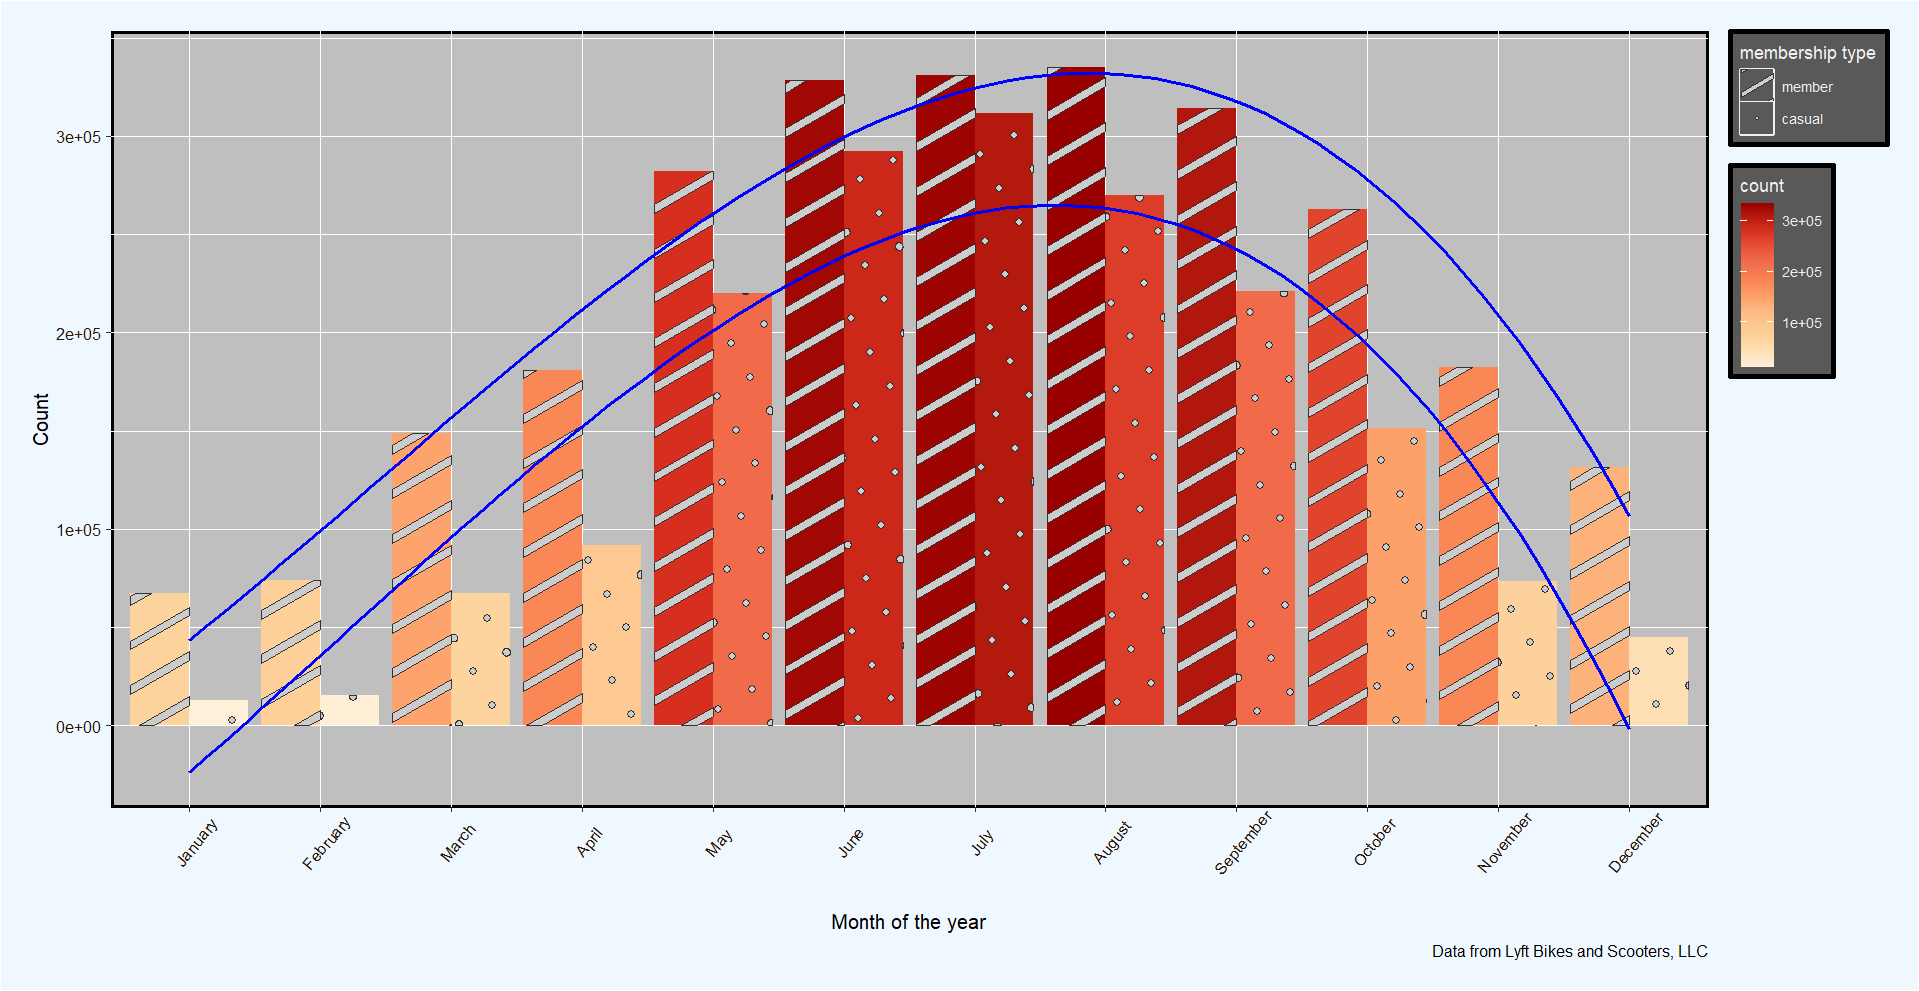 membership type
member
casual
count
3e+05
2e+05
1e+05
Count
3e+05
2e+05
1e+05
0e+00
January
February
March
April
May
June
July
August
September
October
November
December
Month of the year
Data from Lyft Bikes and Scooters, LLC